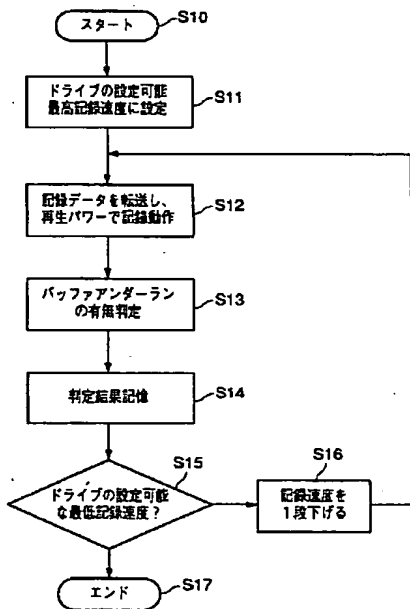 スタート
S10
ドライブの設定可能
最高記録速度に設定
S11
記録データを転送し、
再生パワーで記録動作
S12
バッファアンダーラン
の有無判定
S13
判定結果記憶
S14
ドライブの設定可能
な最低記録速度?
S15
記録速度を
1段下げる
S16
エンド
S17